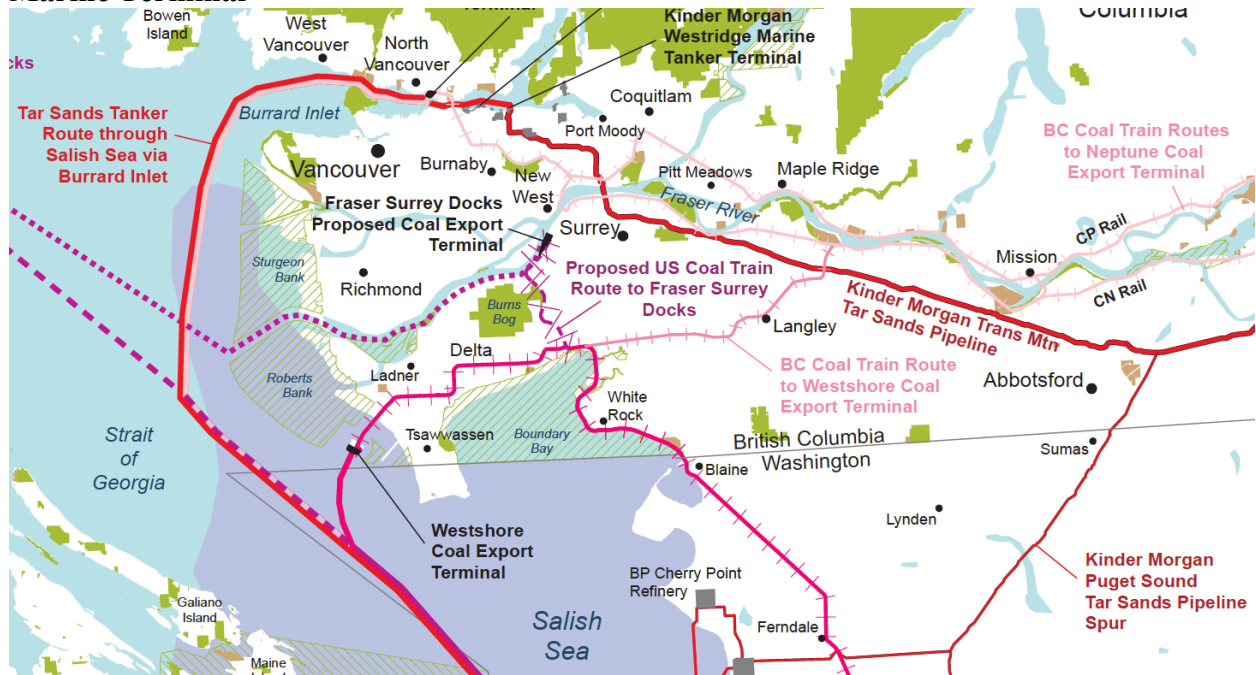 Marine Terminal
Bowen
Island
West
Vancouver
North
Vancouver
Terminal
Kinder Morgan
Westridge Marine
Tanker Terminal
Columbia
cks
Tar Sands Tanker
Route through
Salish Sea via
Burrard Inlet
Burrard Inlet
Coquitlam
Port Moody
BC Coal Train Routes
to Neptune Coal
Export Terminal
Vancouver
Burnaby
New
West
Pitt Meadows
Maple Ridge
Fraser River
Fraser Surrey Docks
Proposed Coal Export
Terminal
Surrey
CP Rail
Mission
CN Rail
Sturgeon
Bank
Richmond
Burns
Bog
Proposed US Coal Train
Route to Fraser Surrey
Docks
Kinder Morgan Trans Mtn
Tar Sands Pipeline
Langley
Delta
Ladner
Roberts
Bank
BC Coal Train Route
to Westshore Coal
Export Terminal
Abbotsford
White
Rock
Tsawwassen
Boundary
Bay
British Columbia
Washington
Sumas
Strait
of
Georgia
Blaine
Lynden
Westshore
Coal Export
Terminal
BP Cherry Point
Refinery
Kinder Morgan
Puget Sound
Tar Sands Pipeline
Spur
Galiano
Island
Salish
Sea
Ferndale
Maine